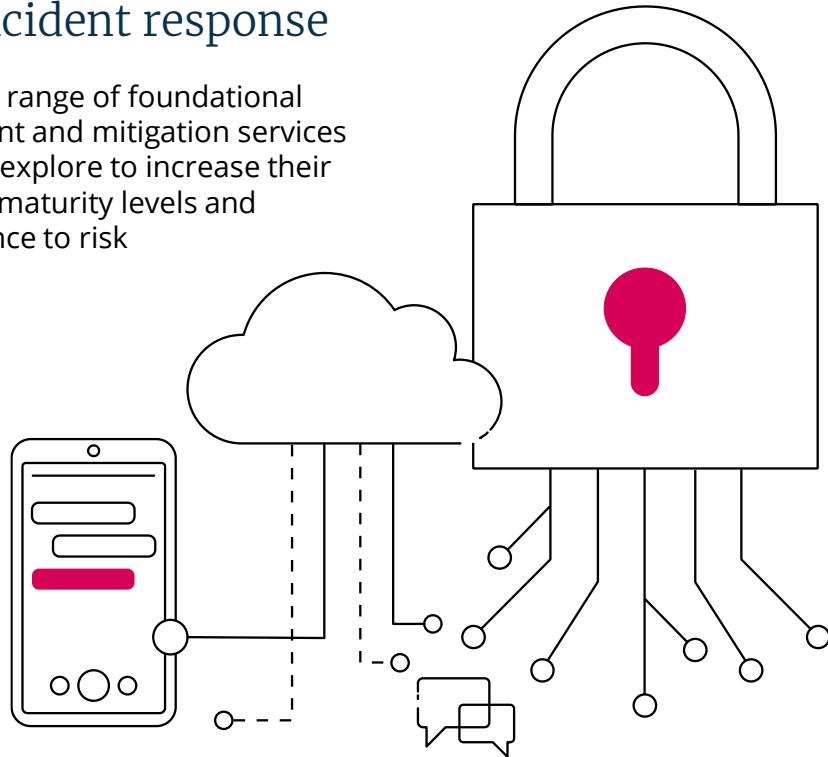 cident response
range of foundational
nt and mitigation services
explore to increase their
maturity levels and
nce to risk